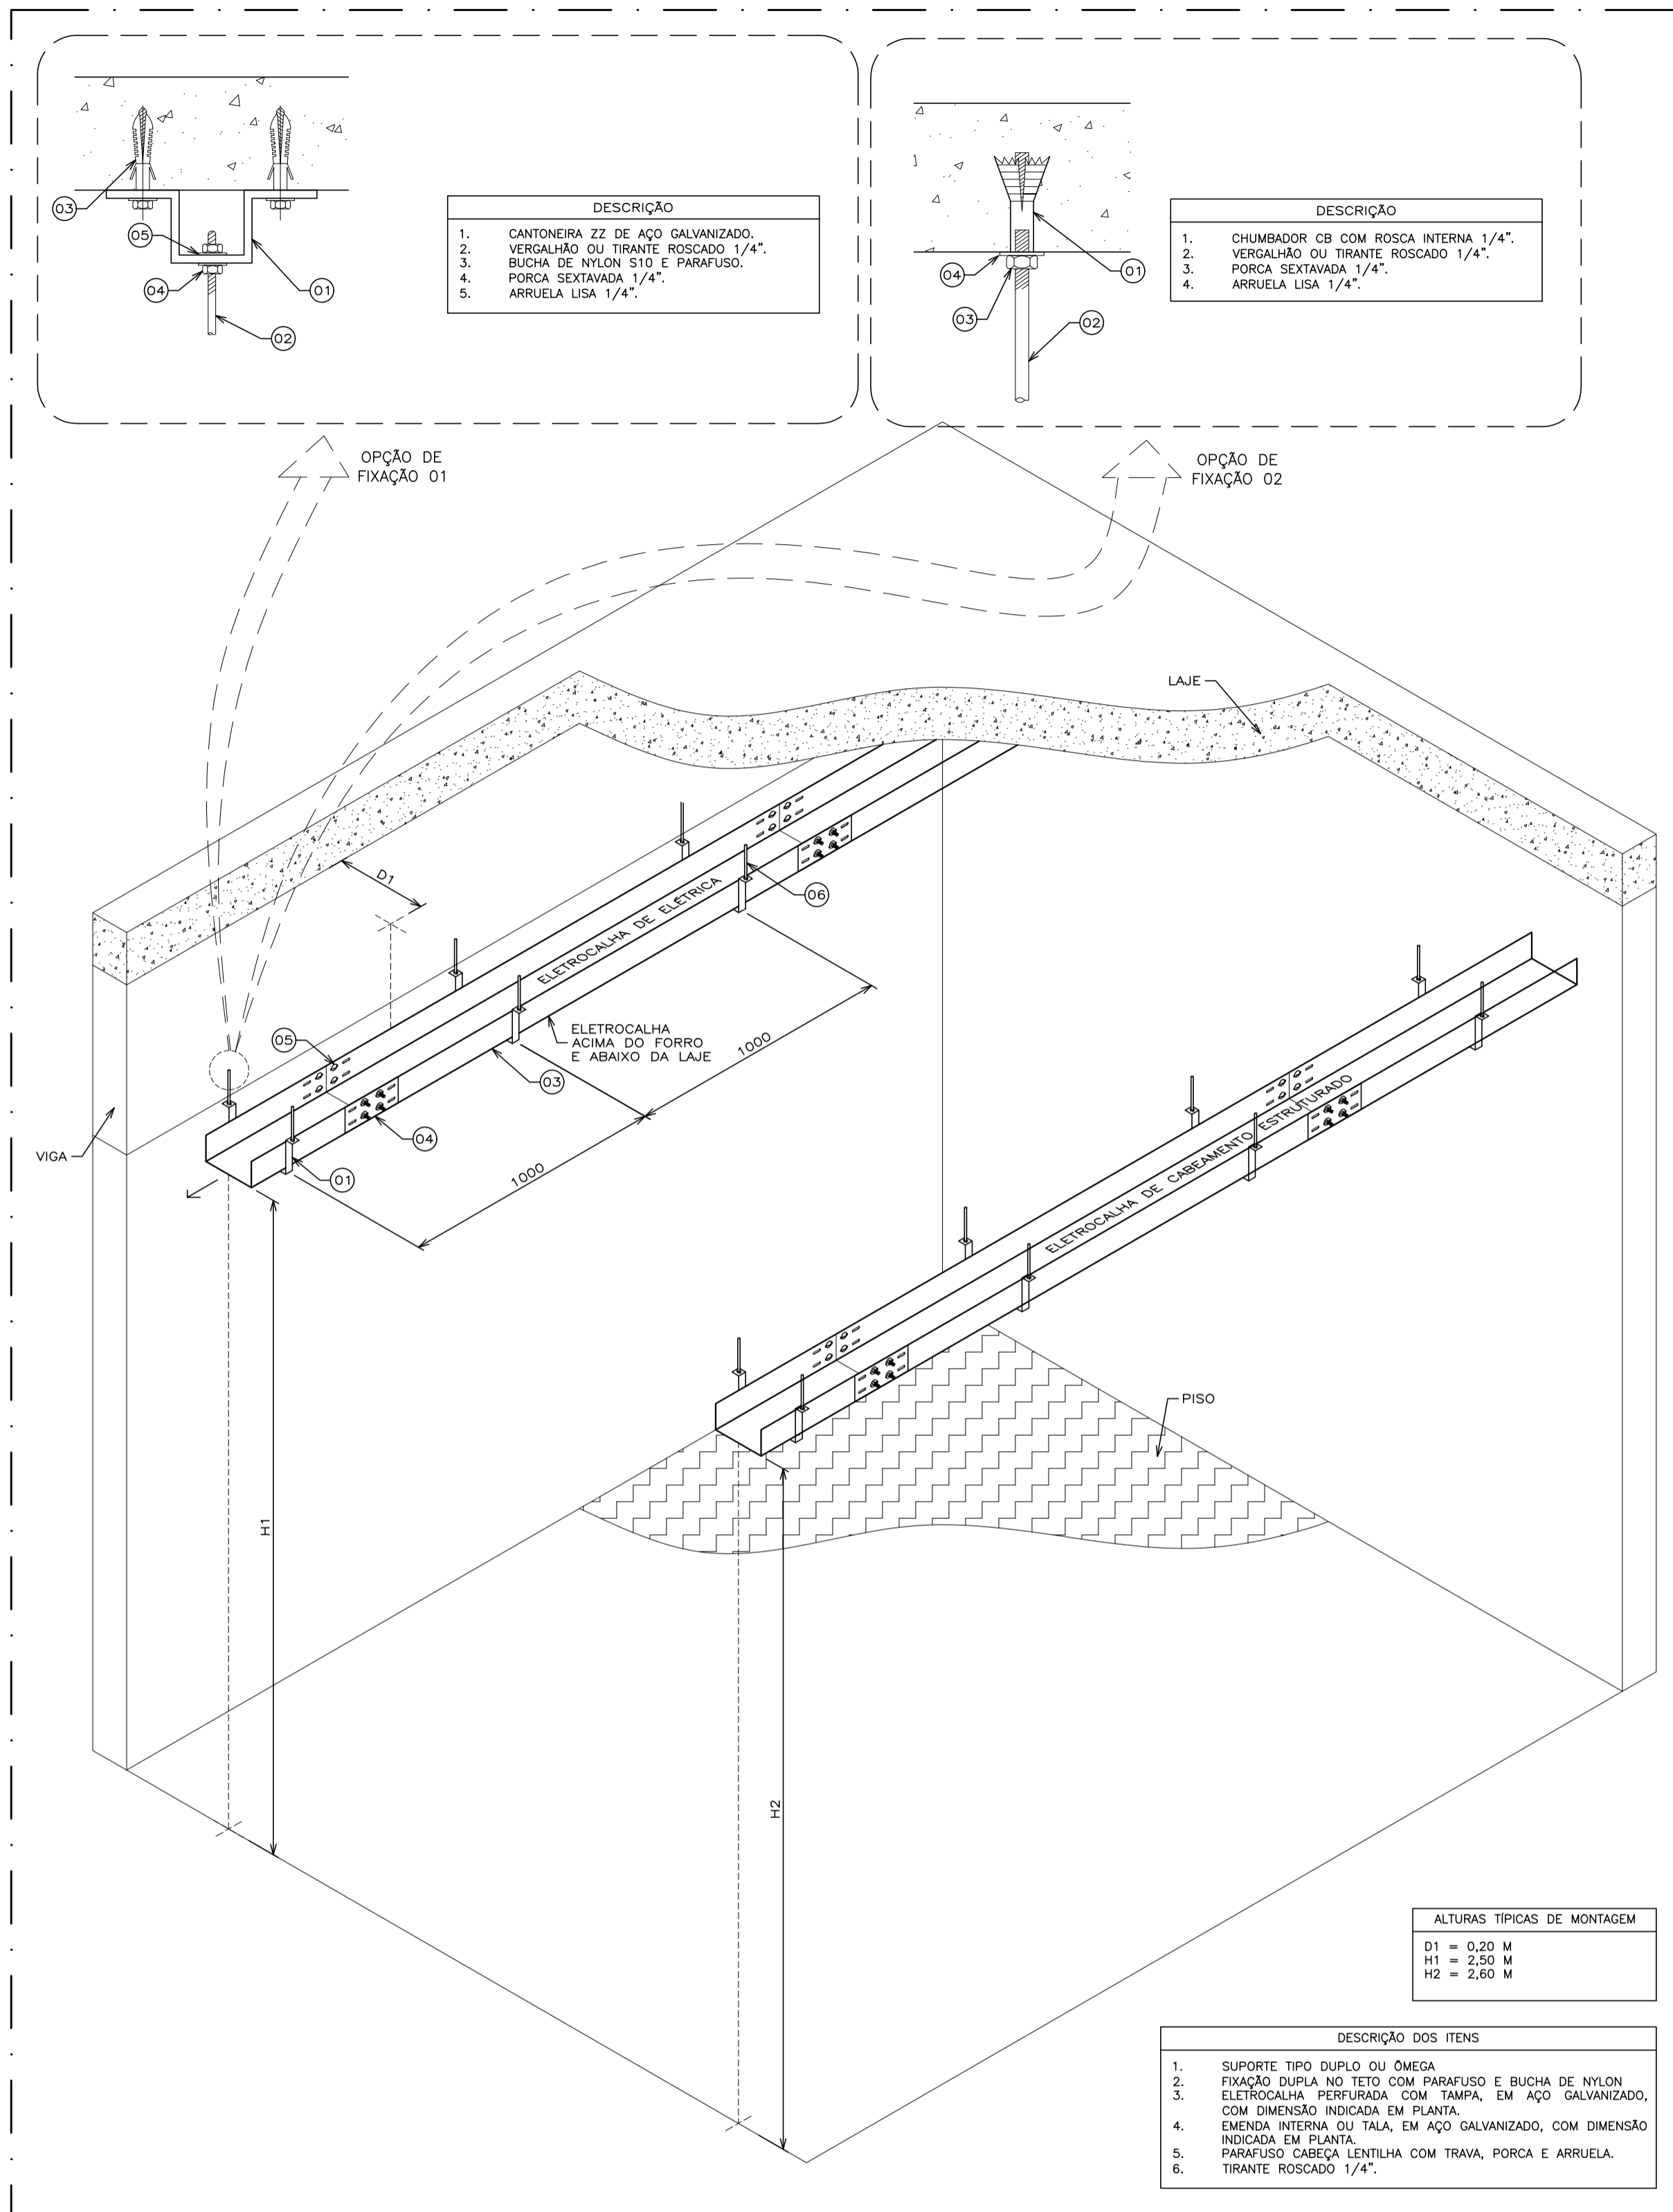 DESCRIÇÃO
1. CANTONEIRA ZZ DE AÇO GALVANIZADO.
2. VERGALHÃO OU TIRANTE ROSCADO 1/4”.
3. BUCHA DE NYLON S10 E PARAFUSO.
4. PORCA SEXTAVADA 1/4”.
5. ARRUELA LISA 1/4”.
03
05
04
01
02
DESCRIÇÃO
1. CHUMBADOR CB COM ROSCA INTERNA 1/4”.
2. VERGALHÃO OU TIRANTE ROSCADO 1/4”.
3. PORCA SEXTAVADA 1/4”.
4. ARRUELA LISA 1/4”.
04
01
03
02
OPÇÃO DE
FIXAÇÃO 01
OPÇÃO DE
FIXAÇÃO 02
LAJE
D1
06
ELETROCALHA DE ELÉTRICA
05
ELETROCALHA
ACIMA DO FORRO
E ABAIXO DA LAJE
1000
03
04
VIGA
01
1000
ELETROCALHA DE CABEAMENTO ESTRUTURADO
PISO
H1
H2
ALTURAS TÍPICAS DE MONTAGEM
D1 = 0,20 M
H1 = 2,50 M
H2 = 2,60 M
DESCRIÇÃO DOS ITENS
1. SUPORTE TIPO DUPLO OU ÔMEGA
2. FIXAÇÃO DUPLA NO TETO COM PARAFUSO E BUCHA DE NYLON
3. ELETROCALHA PERFURADA COM TAMPA, EM AÇO GALVANIZADO,
COM DIMENSÃO INDICADA EM PLANTA.
4. EMENDA INTERNA OU TALA, EM AÇO GALVANIZADO, COM DIMENSÃO
INDICADA EM PLANTA.
5. PARAFUSO CABEÇA LENTILHA COM TRAVA, PORCA E ARRUELA.
6. TIRANTE ROSCADO 1/4”.